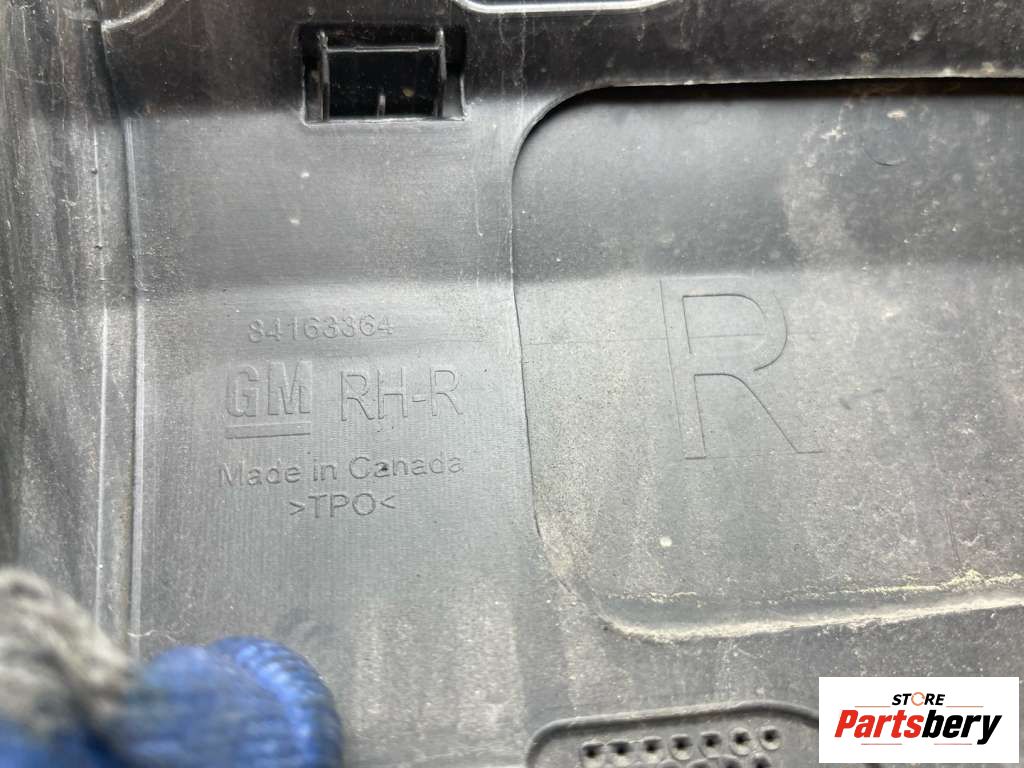 84163364
GM RH-R
Made in Canada
>TPO<
R
STORE
Partsbery